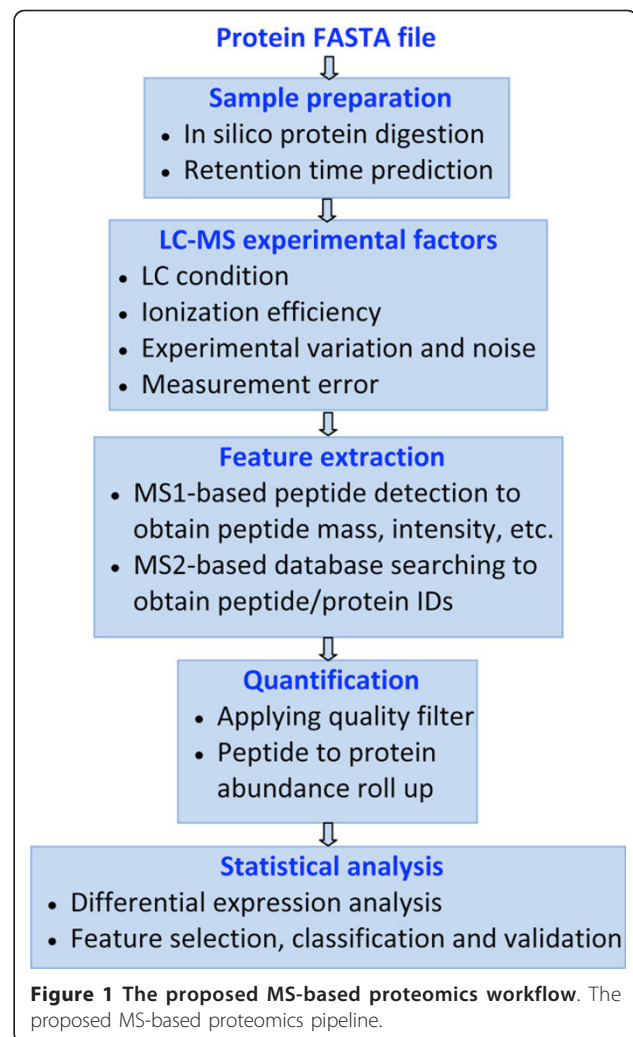 Protein FASTA file
Sample preparation
• In silico protein digestion
• Retention time prediction
LC-MS experimental factors
• LC condition
• Ionization efficiency
• Experimental variation and noise
• Measurement error
Feature extraction
• MS1-based peptide detection to
obtain peptide mass, intensity, etc.
• MS2-based database searching to
obtain peptide/protein IDs
Quantification
• Applying quality filter
• Peptide to protein
abundance roll up
Statistical analysis
• Differential expression analysis
• Feature selection, classification and validation
Figure 1 The proposed MS-based proteomics workflow. The
proposed MS-based proteomics pipeline.